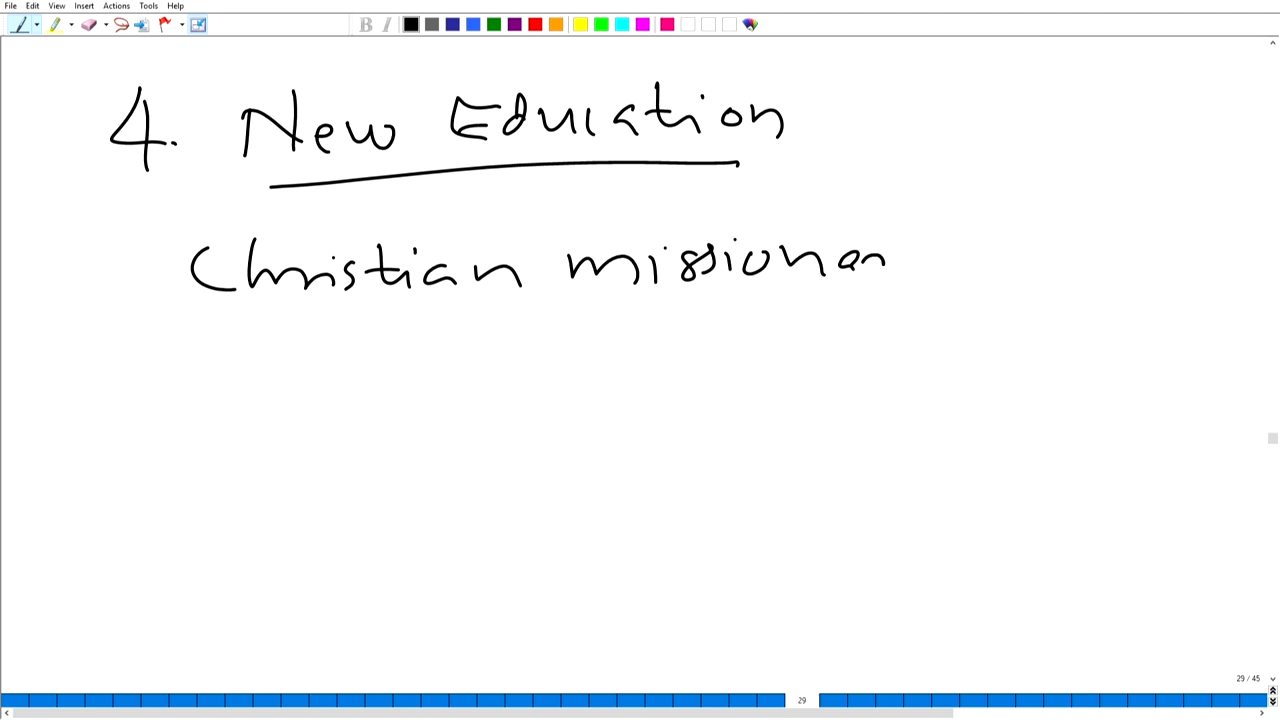 File Edit View Insert Actions Tools Help
B I
4. New Education
Christian missionar
29 / 45
29